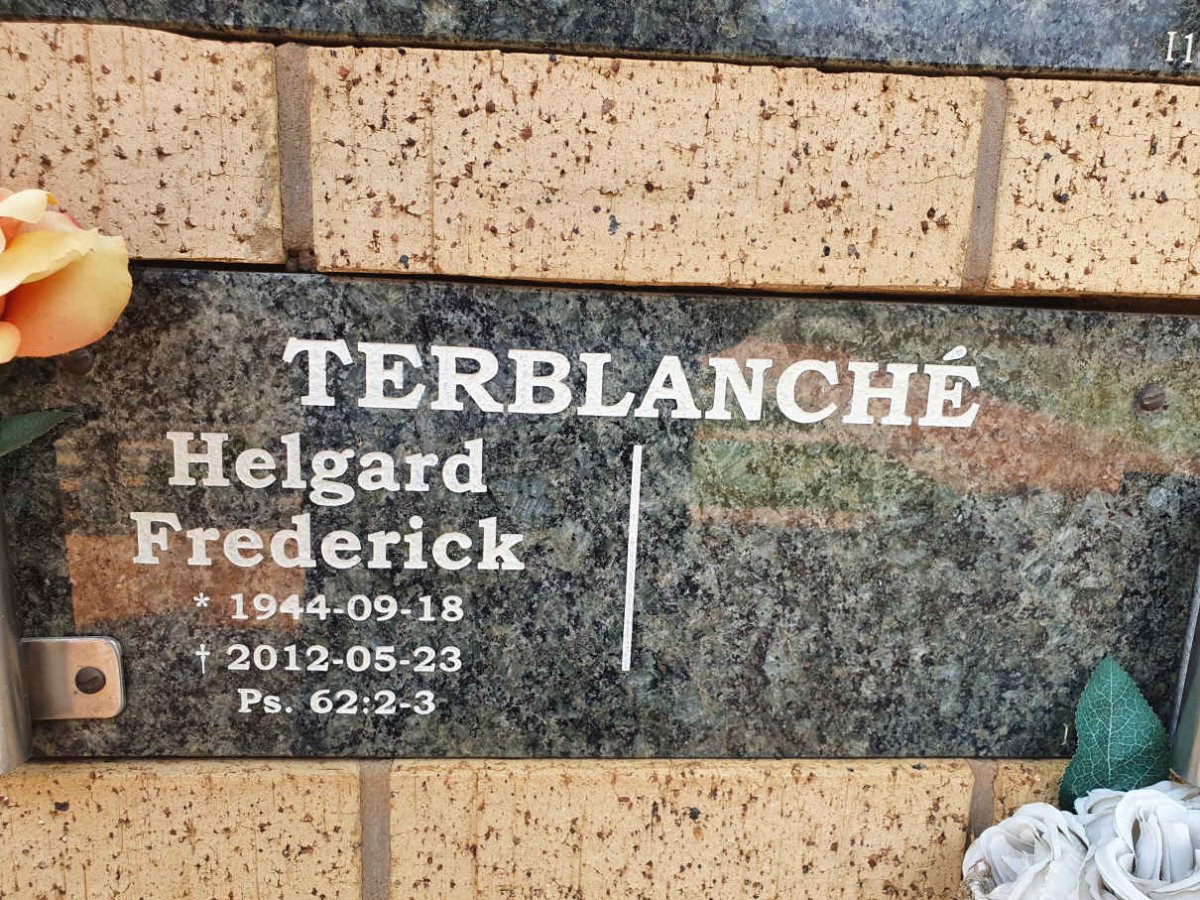 TERBLANCHÉ
Helgard
Frederick
* 1944-09-18
† 2012-05-23
Ps. 62:2-3